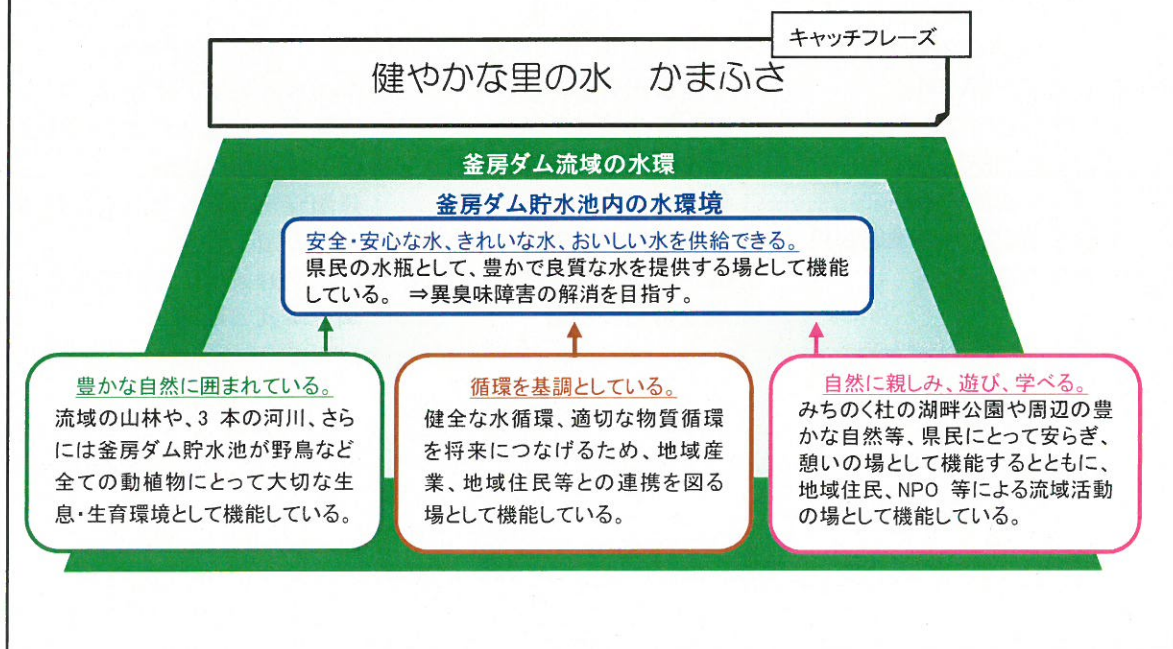 キャッチフレーズ
健やかな里の水　かまふさ
釜房ダム流域の水環
釜房ダム貯水池内の水環境
安全・安心な水、きれいな水、おいしい水を供給できる。
県民の水瓶として、豊かで良質な水を提供する場として機能
している。　⇒異臭味障害の解消を目指す。
豊かな自然に囲まれている。
流域の山林や、3 本の河川、さら
には釜房ダム貯水池が野鳥など
全ての動植物にとって大切な生
息・生育環境として機能している。
循環を基調としている。
健全な水循環、適切な物質循環
を将来につなげるため、地域産
業、地域住民等との連携を図る
場として機能している。
自然に親しみ、遊び、学べる。
みちのく杜の湖畔公園や周辺の豊
かな自然等、県民にとって安らぎ、
憩いの場として機能するとともに、
地域住民、NPO 等による流域活動
の場として機能している。